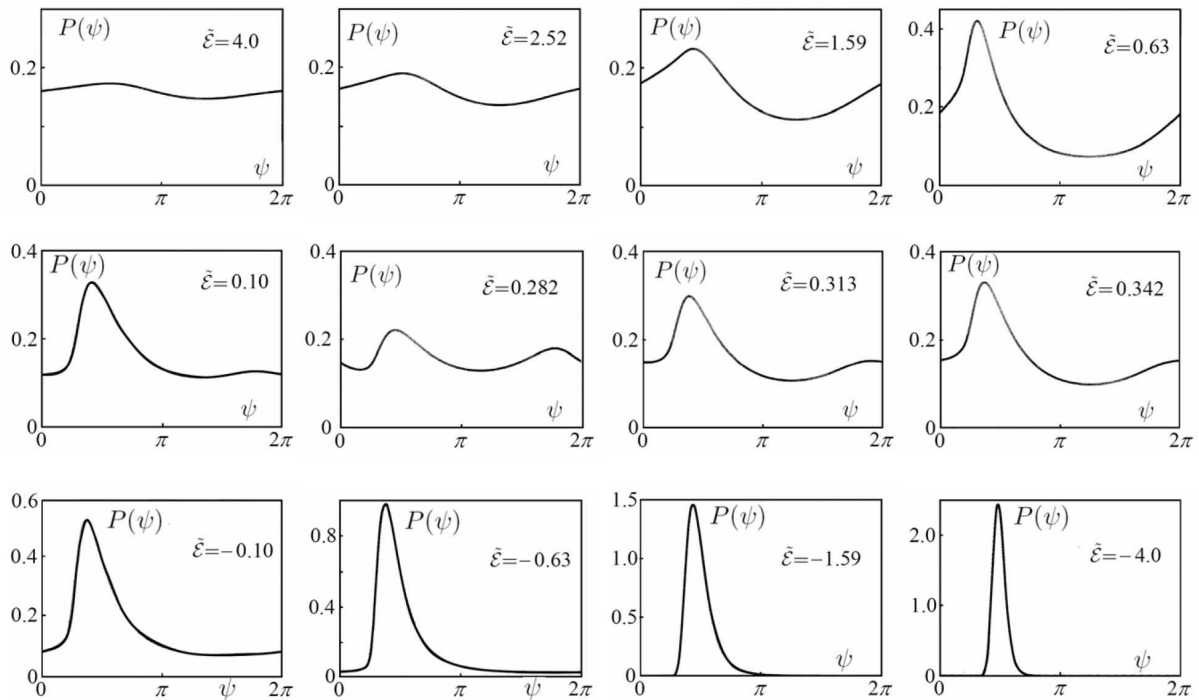 P(ψ)
Ẽ=4.0
0.2
ψ
0
0 π 2π
P(ψ)
Ẽ=2.52
0.2
ψ
0
0 π 2π
P(ψ)
Ẽ=1.59
0.2
ψ
0
0 π 2π
0.4
P(ψ)
Ẽ=0.63
0.2
ψ
0
0 π 2π
0.4
P(ψ)
Ẽ=0.10
0.2
ψ
0
0 π 2π
0.4
P(ψ)
Ẽ=0.282
0.2
ψ
0
0 π 2π
0.4
P(ψ)
Ẽ=0.313
0.2
ψ
0
0 π 2π
0.4
P(ψ)
Ẽ=0.342
0.2
ψ
0
0 π 2π
0.6
P(ψ)
Ẽ=−0.10
0.4
0.2
0
0 π ψ 2π
P(ψ)
0.8
Ẽ=−0.63
0.4
0
0 π ψ 2π
1.5
P(ψ)
Ẽ=−1.59
1.0
0.5
ψ
0
0 π 2π
P(ψ)
2.0
Ẽ=−4.0
1.0
ψ
0
0 π 2π